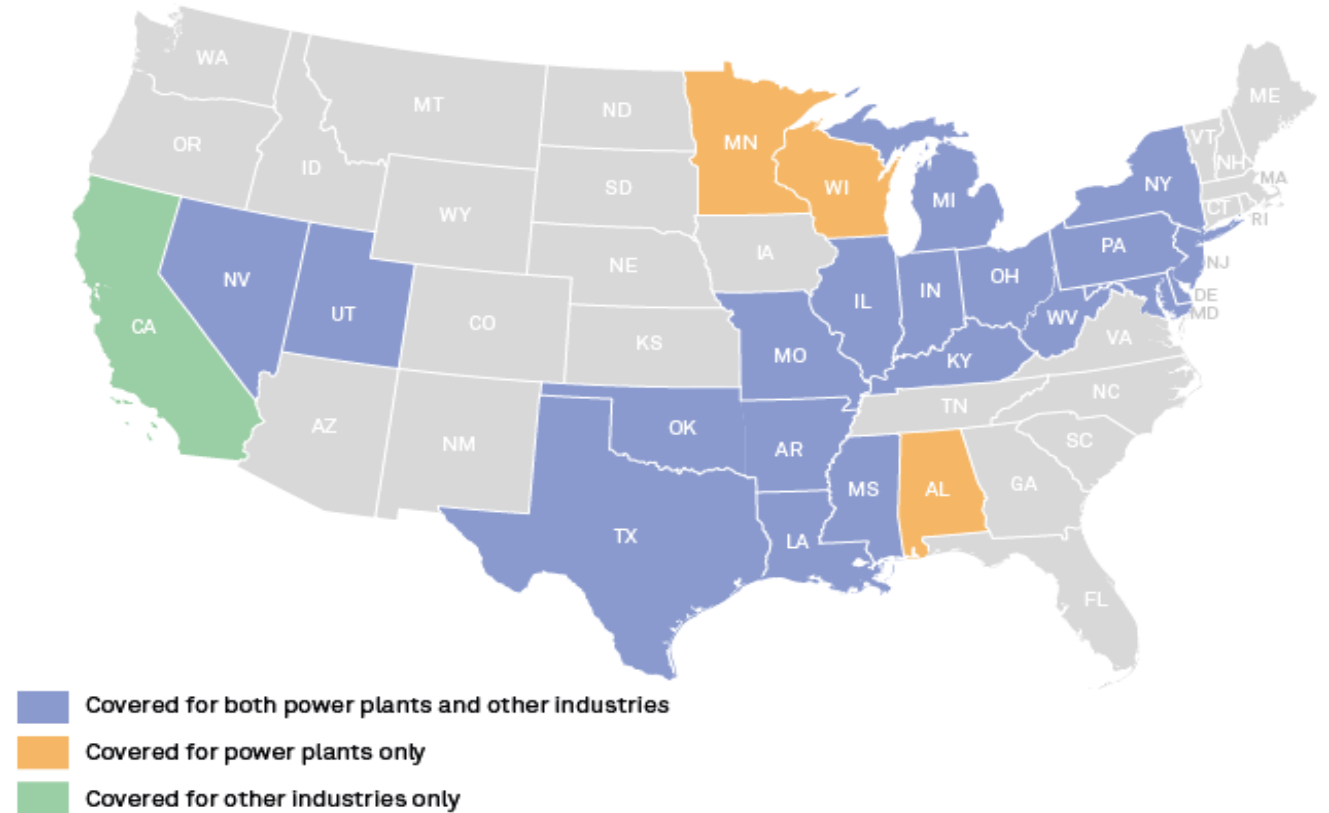 WA
MT
ND
MN
ME
OR
ID
SD
WI
MI
VT
NH
NY
MA
WY
CT
RI
IA
NE
PA
NJ
NV
UT
CO
IL
IN
OH
DE
MD
CA
KS
MO
WV
VA
KY
AZ
NM
OK
AR
TN
NC
SC
TX
LA
MS
AL
GA
FL
Covered for both power plants and other industries
Covered for power plants only
Covered for other industries only